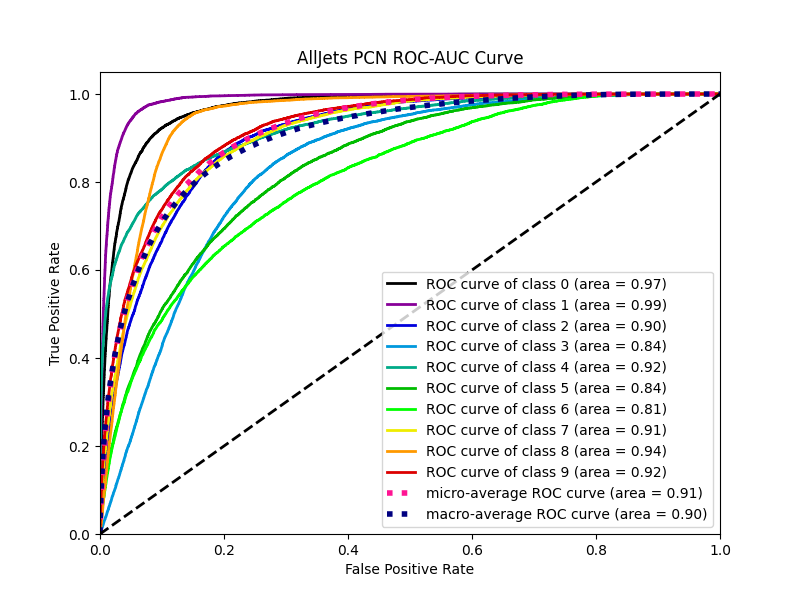 AllJets PCN ROC-AUC Curve
True Positive Rate
1.0
0.8
0.6
0.4
0.2
0.0
ROC curve of class 0 (area = 0.97)
ROC curve of class 1 (area = 0.99)
ROC curve of class 2 (area = 0.90)
ROC curve of class 3 (area = 0.84)
ROC curve of class 4 (area = 0.92)
ROC curve of class 5 (area = 0.84)
ROC curve of class 6 (area = 0.81)
ROC curve of class 7 (area = 0.91)
ROC curve of class 8 (area = 0.94)
ROC curve of class 9 (area = 0.92)
micro-average ROC curve (area = 0.91)
macro-average ROC curve (area = 0.90)
0.0 0.2 0.4 0.6 0.8 1.0
False Positive Rate